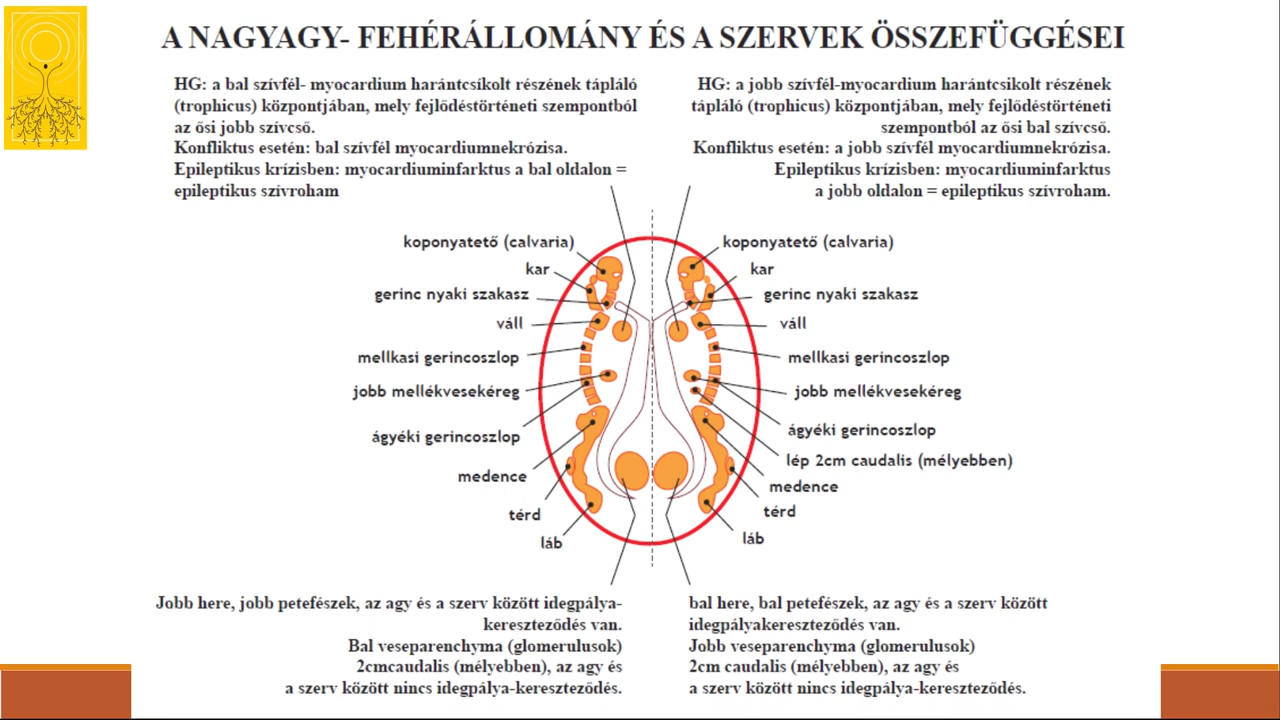 A NAGYAGY- FEHÉRÁLLOMÁNY ÉS A SZERVEK ÖSSZEFÜGGÉSEI
HG: a bal szívfél- myocardium harántcsíkolt részének tápláló
(trophicus) központjában, mely fejlődéstörténeti szempontból
az ősi jobb szívcső.
Konfliktus esetén: bal szívfél myocardiumnekrózisa.
Epileptikus krízisben: myocardiuminfarktus a bal oldalon =
epileptikus szívroham
HG: a jobb szívfél-myocardium harántcsikolt részének
tápláló (trophicus) központjában, mely fejlődéstörténeti
szempontból az ősi bal szívcső.
Konfliktus esetén: a jobb szívfél myocardiumnekrózisa.
Epileptikus krízisben: myocardiuminfarktus
a jobb oldalon = epileptikus szívroham.
koponyatető (calvaria)
kar
gerinc nyaki szakasz
váll
mellkasi gerincoszlop
jobb mellékvesekéreg
ágyéki gerincoszlop
medence
térd
láb
koponyatető (calvaria)
kar
gerinc nyaki szakasz
váll
mellkasi gerincoszlop
jobb mellékvesekéreg
ágyéki gerincoszlop
lép 2cm caudalis (mélyebben)
medence
térd
láb
Jobb here, jobb petefészek, az agy és a szerv között idegpálya-
kereszteződés van.
Bal veseparenchyma (glomerulusok)
2cmcaudalis (mélyebben), az agy és
a szerv között nincs idegpálya-kereszteződés.
bal here, bal petefészek, az agy és a szerv között
idegpályakereszteződés van.
Jobb veseparenchyma (glomerulusok)
2cm caudalis (mélyebben), az agy és
a szerv között nincs idegpálya-kereszteződés.